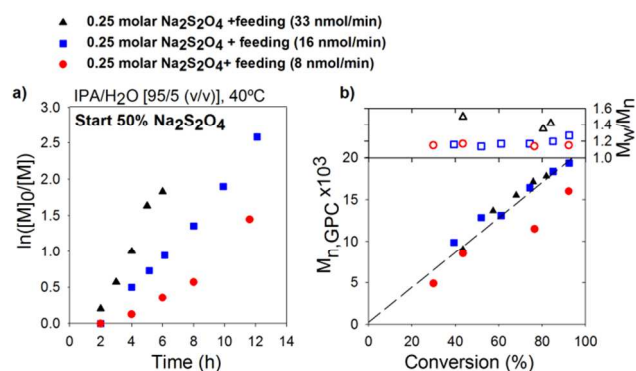 0.25 molar Na2S2O4 +feeding (33 nmol/min)
0.25 molar Na2S2O4 + feeding (16 nmol/min)
0.25 molar Na2S2O4+ feeding (8 nmol/min)
a) IPA/H2O [95/5 (v/v)], 40ºC
Start 50% Na2S2O4
ln([M]0/[M])
3.0
2.5
2.0
1.5
1.0
0.5
0.0
0 2 4 6 8 10 12 14
Time (h)
b)
1.6
1.4
1.2
1.0
Mw/Mn
Mn,GPC x103
20
15
10
5
0
0 20 40 60 80 100
Conversion (%)